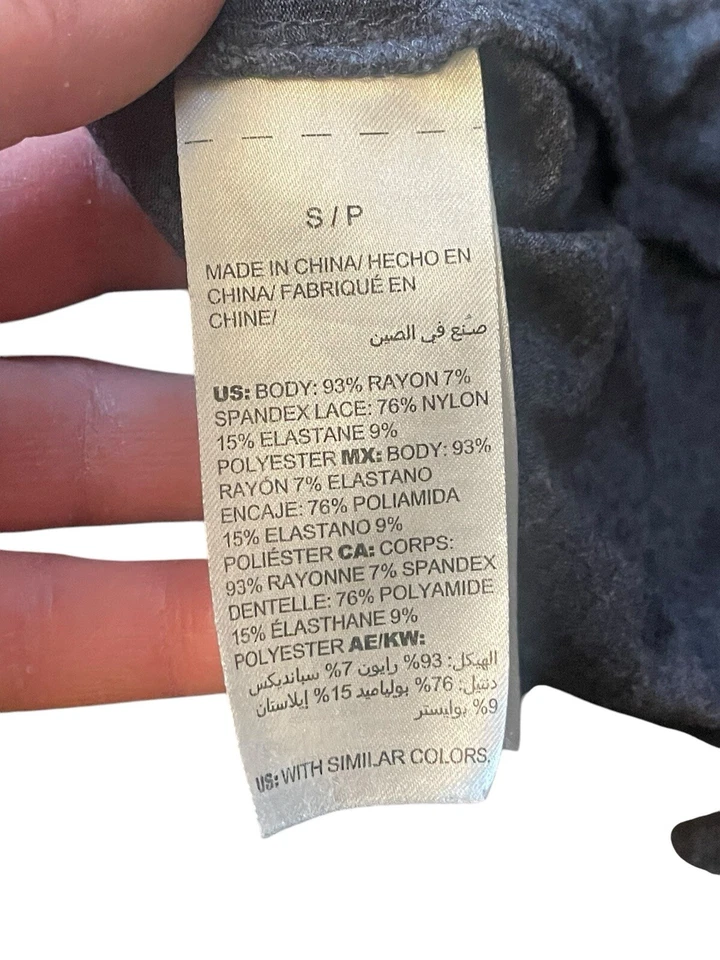 S / P
MADE IN CHINA/ HECHO EN
CHINA/ FABRIQUÉ EN
CHINE/
صنع في الصين
US: BODY: 93% RAYON 7%
SPANDEX LACE: 76% NYLON
15% ELASTANE 9%
POLYESTER MX: BODY: 93%
RAYON 7% ELASTANO
ENCAJE: 76% POLIAMIDA
15% ELASTANO 9%
POLIÉSTER CA: CORPS:
93% RAYONNE 7% SPANDEX
DENTELLE: 76% POLYAMIDE
15% ÉLASTHANE 9%
POLYESTER AE/KW:
الهيكل: 93% رايون 7% سبانديكس
دنتيل: 76% بولياميد 15% إيلاستان
9% بوليستر
US: WITH SIMILAR COLORS.